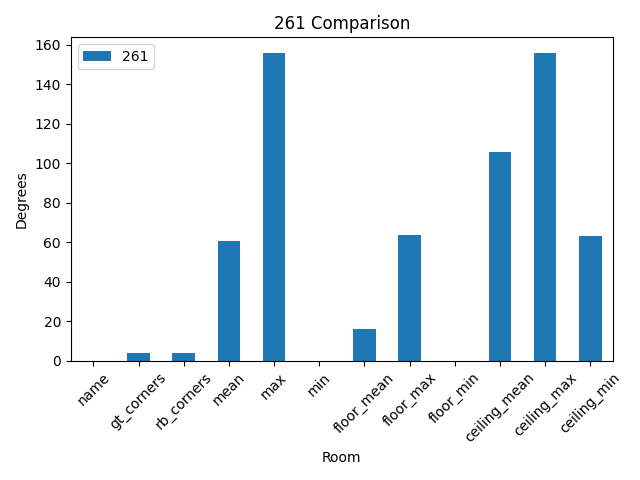 261 Comparison
261
Degrees
160
140
120
100
80
60
40
20
0
name
gt_corners
rb_corners
mean
max
min
floor_mean
floor_max
floor_min
ceiling_mean
ceiling_max
ceiling_min
Room